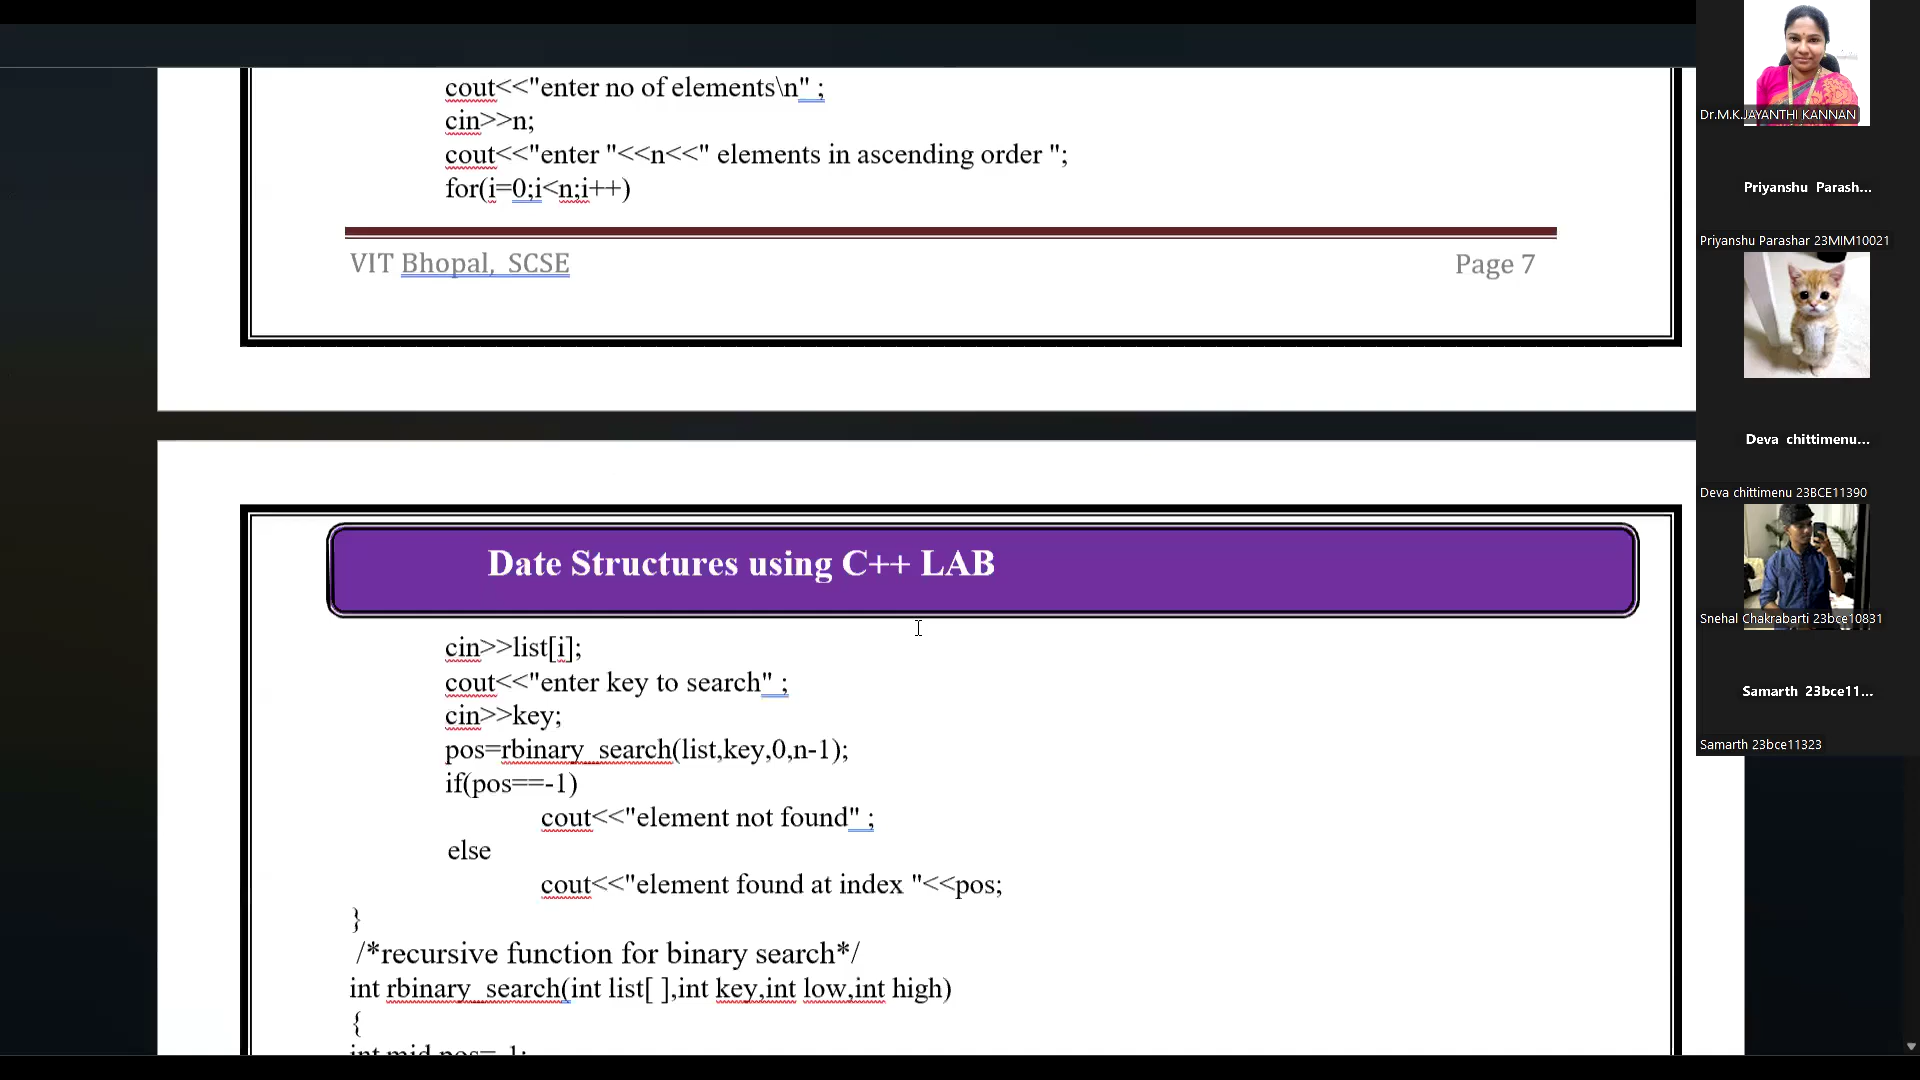 cout<<"enter no of elements\n" ;
cin>>n;
cout<<"enter "<<n<<" elements in ascending order ";
for(i=0;i<n;i++)
VIT Bhopal, SCSE
Page 7
Date Structures using C++ LAB
cin>>list[i];
cout<<"enter key to search" ;
cin>>key;
pos=rbinary_search(list,key,0,n-1);
if(pos==-1)
cout<<"element not found" ;
else
cout<<"element found at index "<<pos;
}
/*recursive function for binary search*/
int rbinary_search(int list[ ],int key,int low,int high)
{
int mid,pos=-1;
Dr.M.K.JAYANTHI KANNAN
Priyanshu Parash...
Priyanshu Parashar 23MIM10021
Deva chittimenu...
Deva chittimenu 23BCE11390
Snehal Chakrabarti 23bce10831
Samarth 23bce11...
Samarth 23bce11323